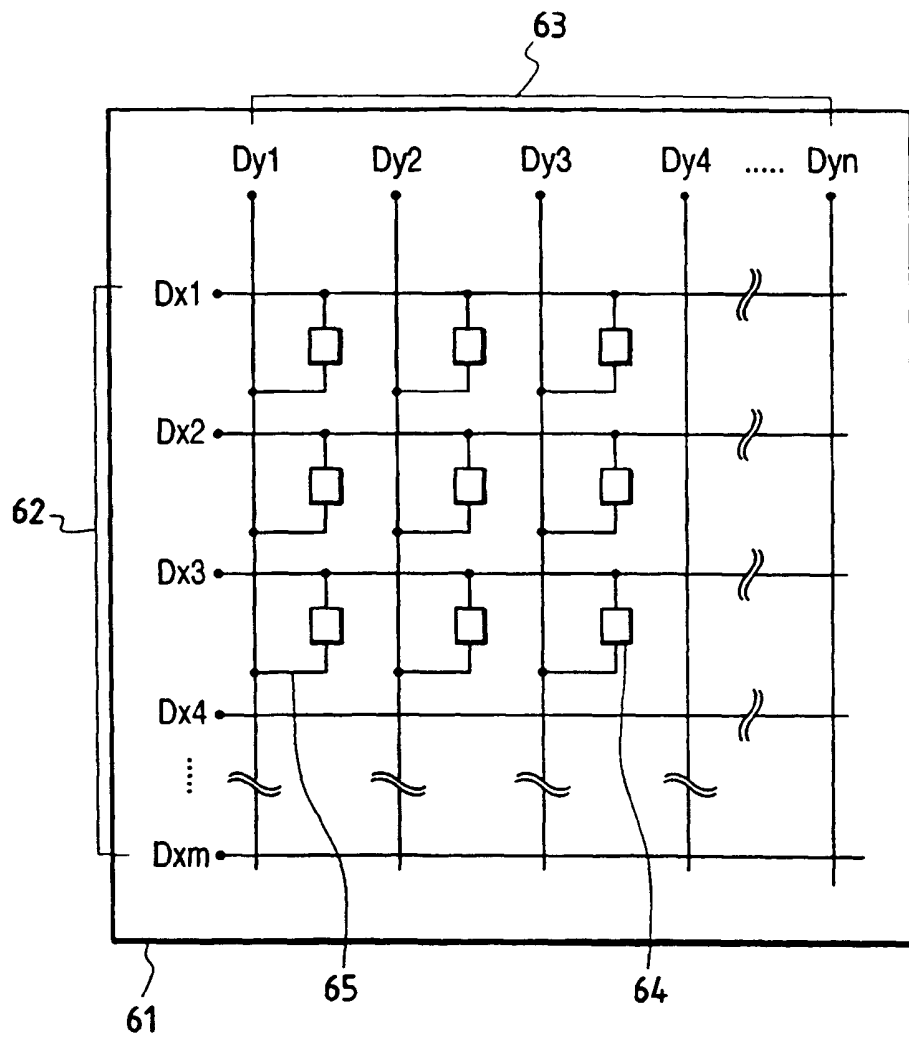 63
Dy1 Dy2 Dy3 Dy4 ..... Dyn
Dx1
Dx2
62
Dx3
Dx4
.....
Dxm
65
64
61